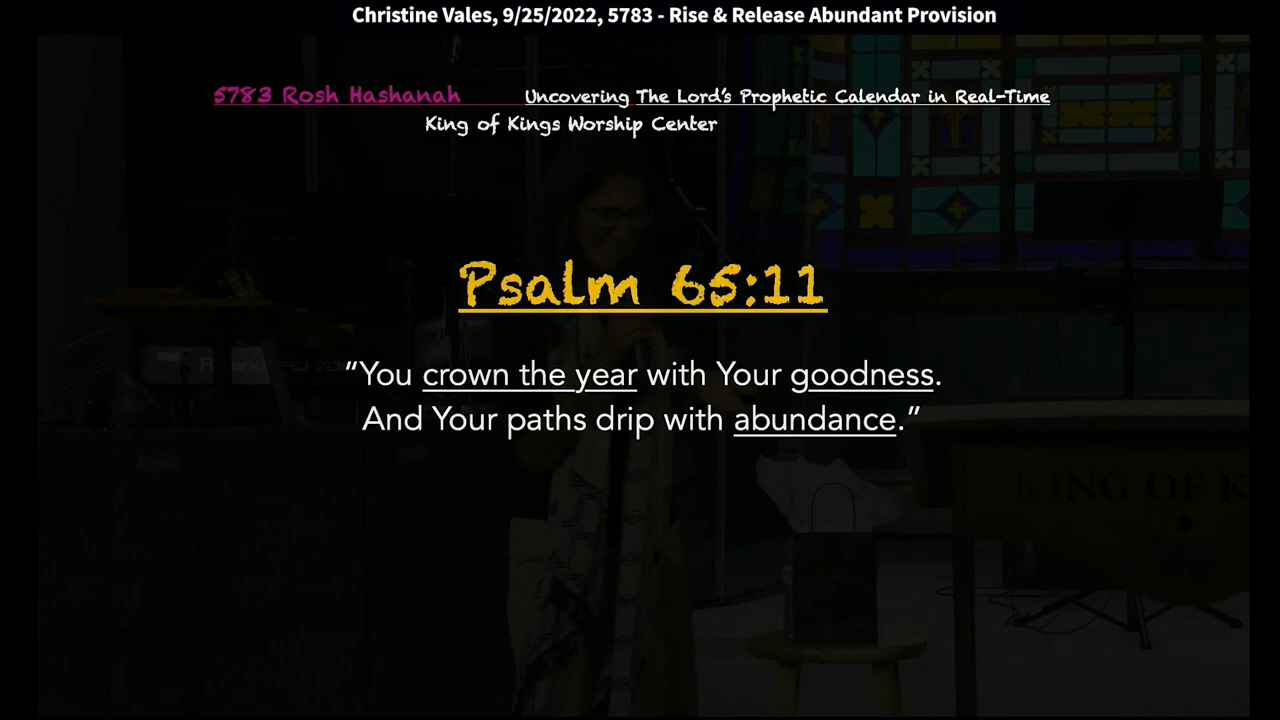 Christine Vales, 9/25/2022, 5783 - Rise & Release Abundant Provision
5783 Rosh Hashanah Uncovering The Lord's Prophetic Calendar in Real-Time
King of Kings Worship Center
Psalm 65:11
“You crown the year with Your goodness.
And Your paths drip with abundance.”
KING OF K